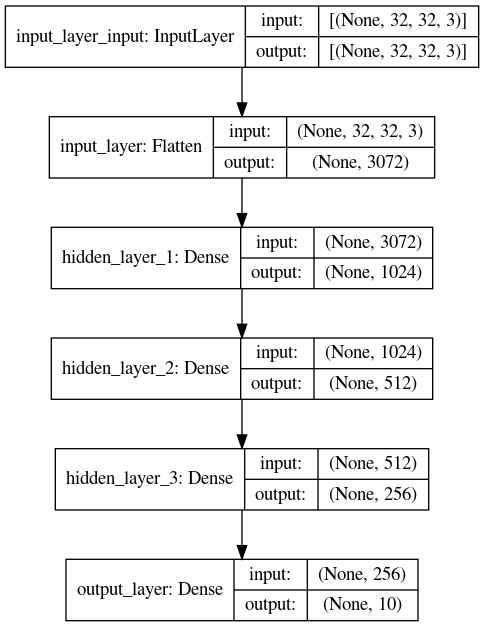 input_layer_input: InputLayer input: [(None, 32, 32, 3)]
output: [(None, 32, 32, 3)]
input_layer: Flatten input: (None, 32, 32, 3)
output: (None, 3072)
hidden_layer_1: Dense input: (None, 3072)
output: (None, 1024)
hidden_layer_2: Dense input: (None, 1024)
output: (None, 512)
hidden_layer_3: Dense input: (None, 512)
output: (None, 256)
output_layer: Dense input: (None, 256)
output: (None, 10)